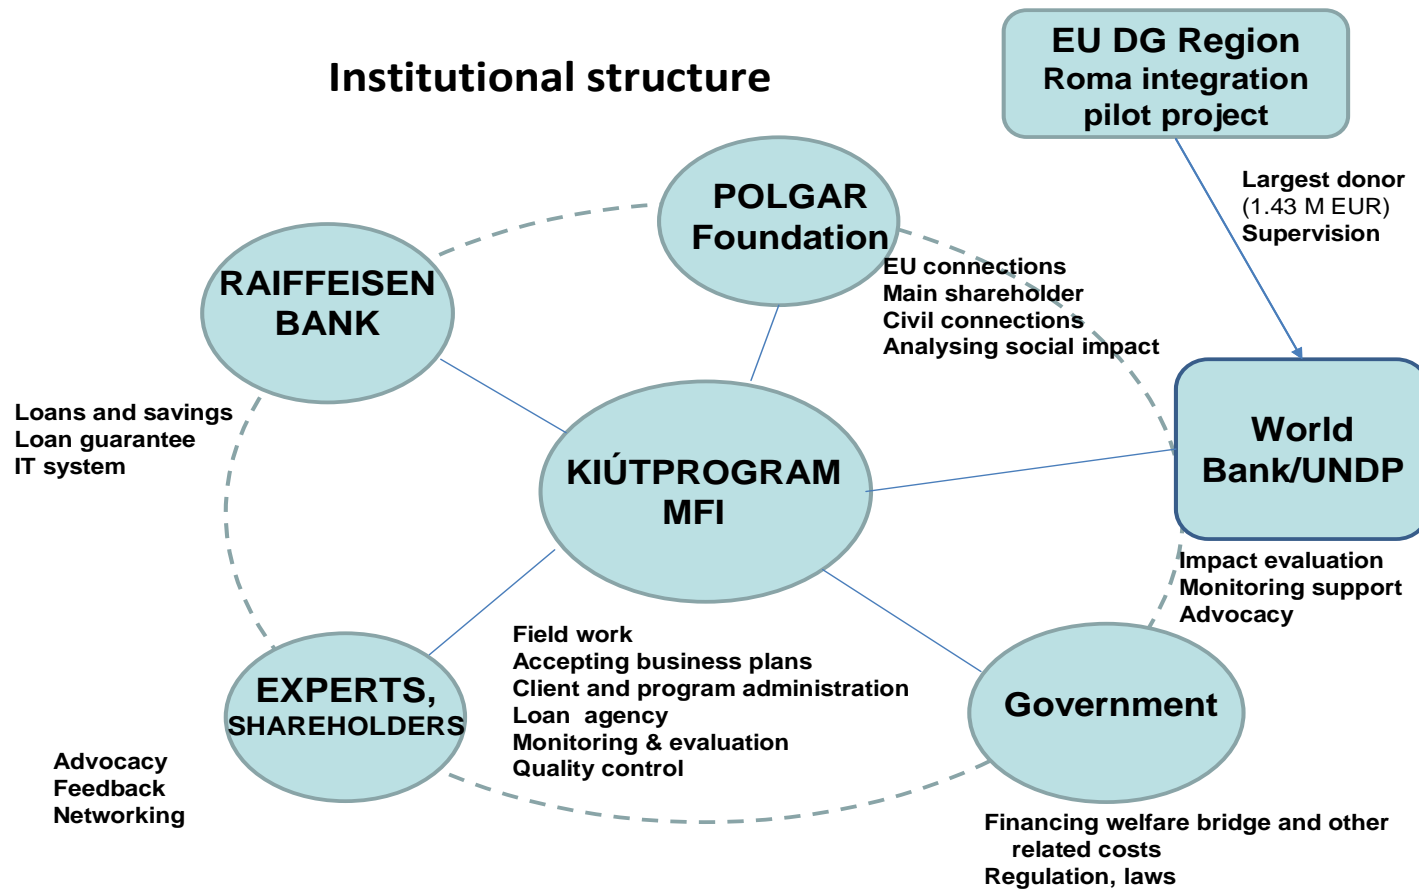 Institutional structure
EU DG Region
Roma integration
pilot project
Largest donor
(1.43 M EUR)
Supervision
POLGAR
Foundation
EU connections
Main shareholder
Civil connections
Analysing social impact
RAIFFEISEN
BANK
Loans and savings
Loan guarantee
IT system
KIÚTPROGRAM
MFI
World
Bank/UNDP
Impact evaluation
Monitoring support
Advocacy
EXPERTS,
SHAREHOLDERS
Advocacy
Feedback
Networking
Field work
Accepting business plans
Client and program administration
Loan agency
Monitoring & evaluation
Quality control
Government
Financing welfare bridge and other
related costs
Regulation, laws